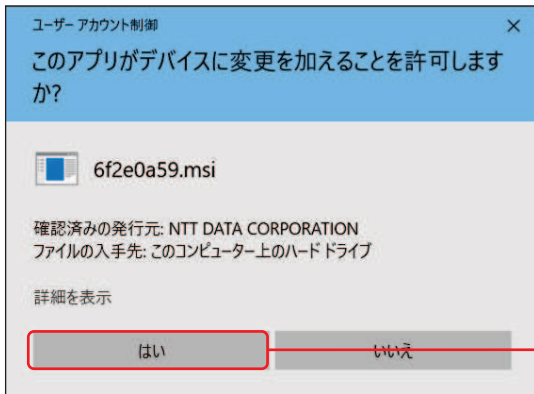 ユーザー アカウント制御
このアプリがデバイスに変更を加えることを許可します
か?
6f2e0a59.msi
確認済みの発行元: NTT DATA CORPORATION
ファイルの入手先: このコンピューター上のハード ドライブ
詳細を表示
はい
いいえ